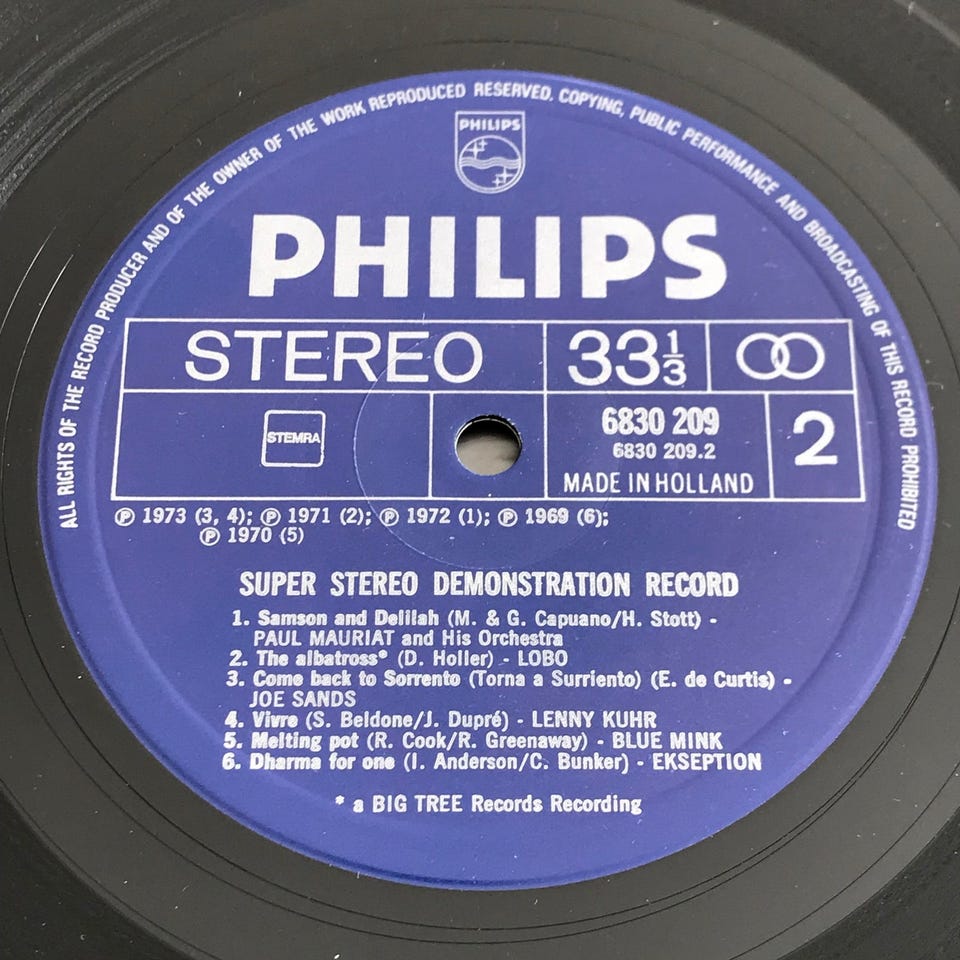 ALL RIGHTS OF THE RECORD PRODUCER AND OF THE OWNER OF THE WORK REPRODUCED RESERVED. COPYING, PUBLIC PERFORMANCE AND BROADCASTING OF THIS RECORD PROHIBITED
PHILIPS
PHILIPS
STEREO 33 1/3
STEMRA
6830 209
6830 209.2
MADE IN HOLLAND
2
℗ 1973 (3, 4); ℗ 1971 (2); ℗ 1972 (1); ℗ 1969 (6);
℗ 1970 (5)
SUPER STEREO DEMONSTRATION RECORD
1. Samson and Delilah (M. & G. Capuano/H. Stott) -
PAUL MAURIAT and His Orchestra
2. The albatross* (D. Holler) - LOBO
3. Come back to Sorrento (Torna a Surriento) (E. de Curtis) -
JOE SANDS
4. Vivre (S. Beldone/J. Dupré) - LENNY KUHR
5. Melting pot (R. Cook/R. Greenaway) - BLUE MINK
6. Dharma for one (I. Anderson/C. Bunker) - EKSEPTION
* a BIG TREE Records Recording